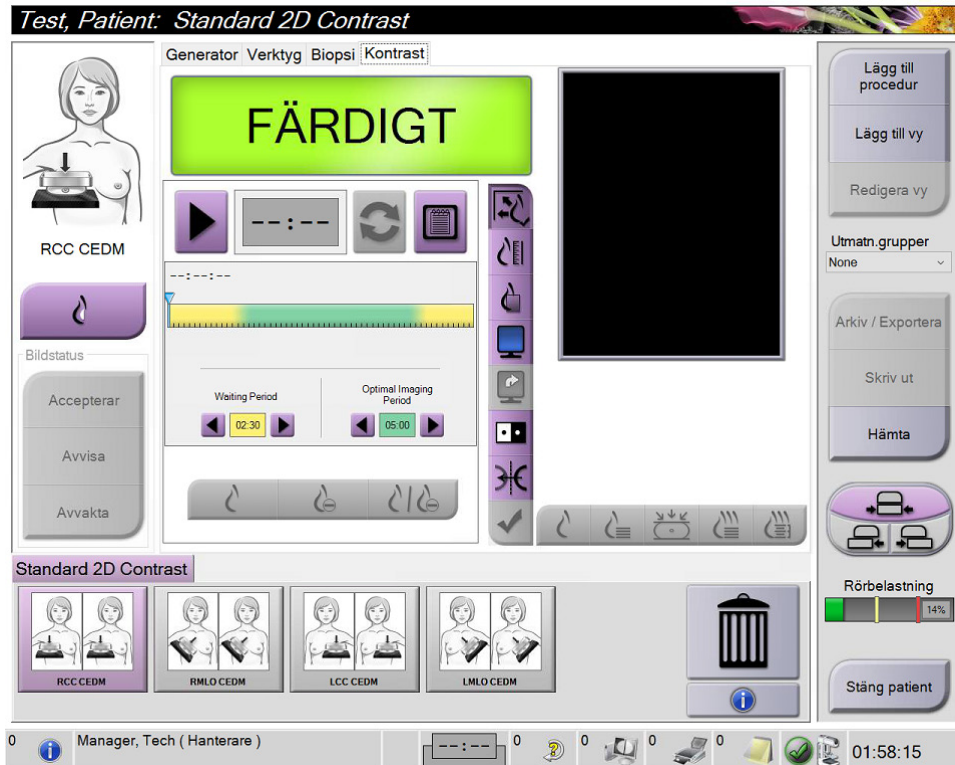 Test, Patient: Standard 2D Contrast
Generator Verktyg Biopsi Kontrast
FÄRDIGT
RCC CEDM
--:--
--:--:--
Waiting Period
Optimal Imaging
Period
02:30
05:00
Bildstatus
Accepterar
Avvisa
Avvakta
Lägg till
procedur
Lägg till vy
Redigera vy
Utmatn.grupper
None
Arkiv / Exportera
Skriv ut
Hämta
Rörbelastning
14%
Stäng patient
Standard 2D Contrast
RCC CEDM
RMLO CEDM
LCC CEDM
LMLO CEDM
0 Manager, Tech ( Hanterare ) --:-- 0 0 0 0 01:58:15